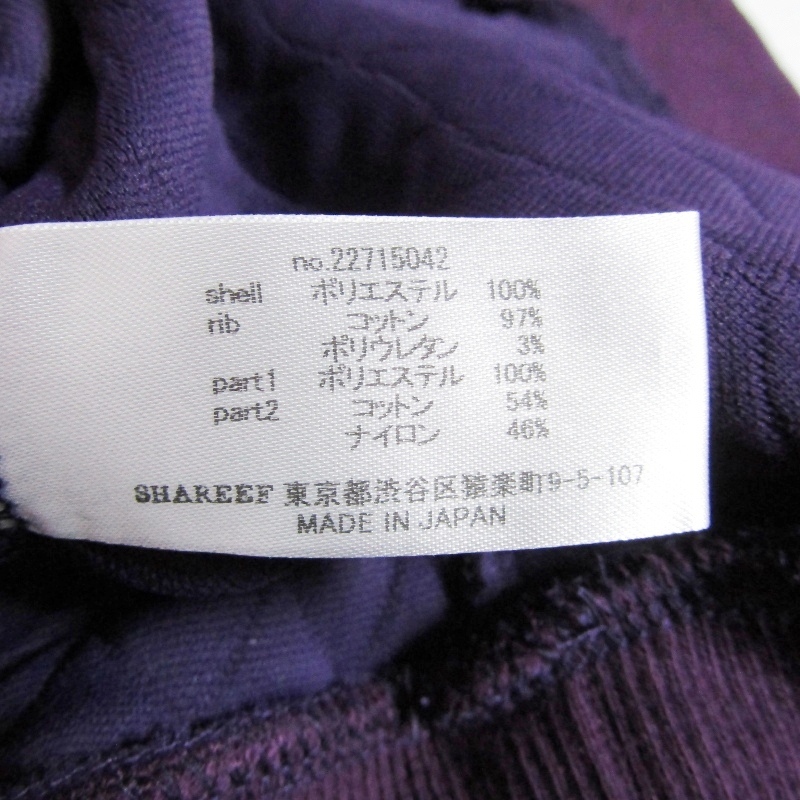 no.22715042
shell ポリエステル 100%
rib コットン 97%
ポリウレタン 3%
part1 ポリエステル 100%
part2 コットン 54%
ナイロン 46%
SHAREEF 東京都渋谷区猿楽町9-5-107
MADE IN JAPAN